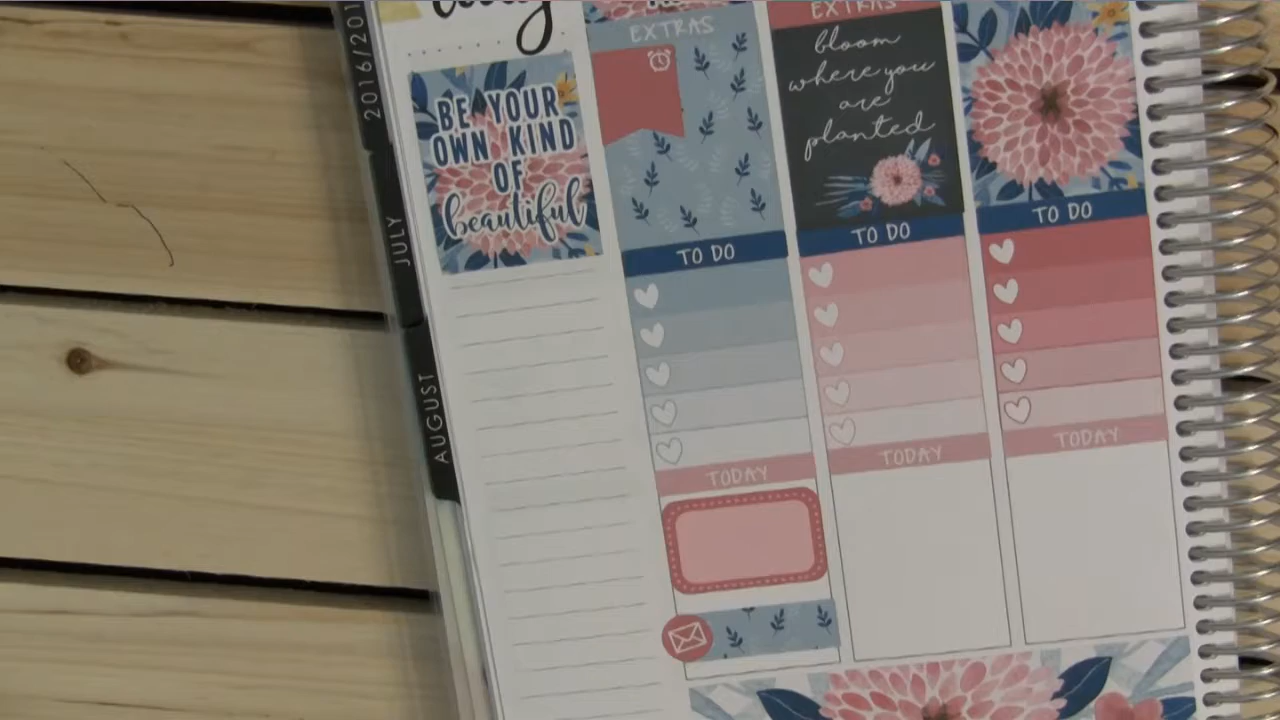 2016/201
JULY
AUGUST
BE YOUR
OWN KIND
OF
beautiful
EXTRAS
TO DO
TODAY
EXTRAS
bloom
where you
are
planted
TO DO
TODAY
TO DO
TODAY